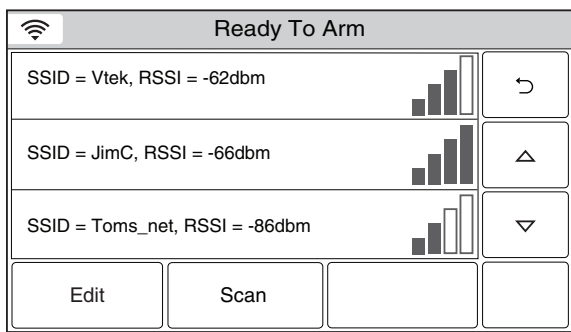 Ready To Arm
SSID = Vtek, RSSI = -62dbm
SSID = JimC, RSSI = -66dbm
SSID = Toms_net, RSSI = -86dbm
Edit
Scan